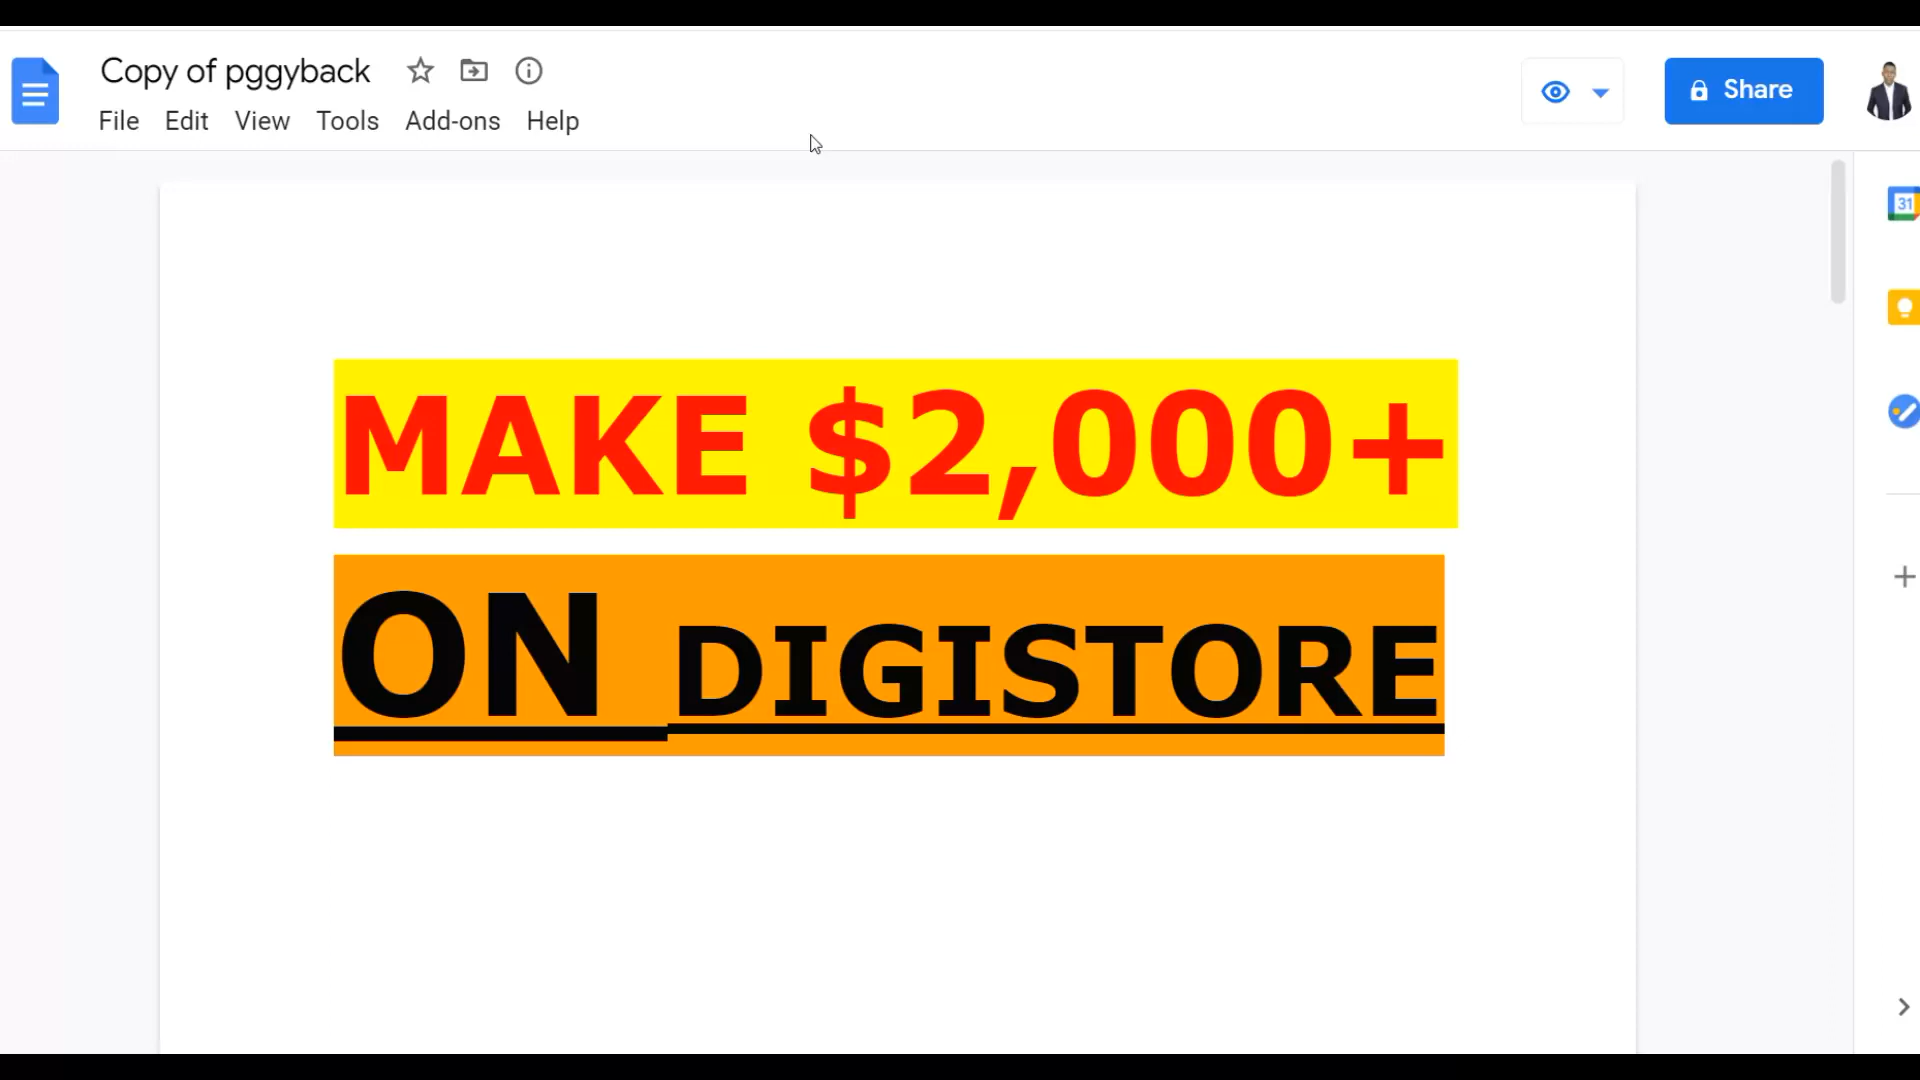 Copy of pggyback
File Edit View Tools Add-ons Help
Share
31
MAKE $2,000+
ON DIGISTORE